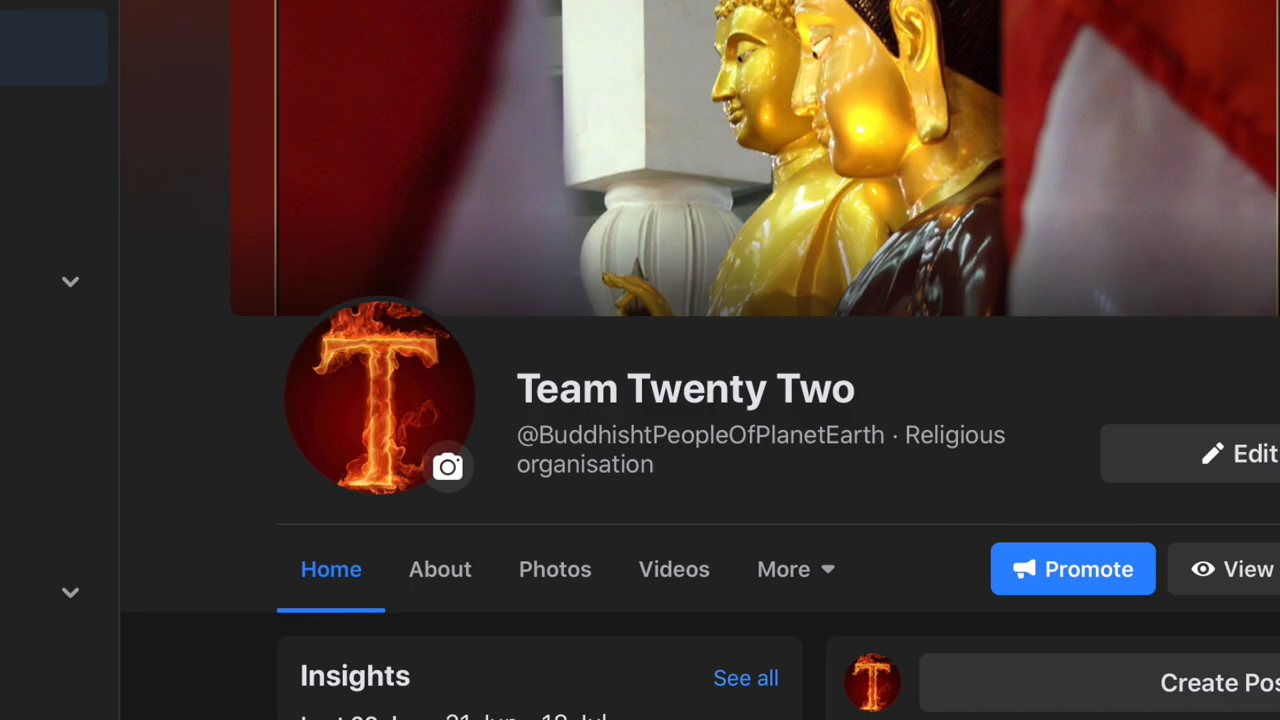 T
Team Twenty Two
@BuddhishtPeopleOfPlanetEarth · Religious
organisation
Edit
Home About Photos Videos More
Promote View
Insights See all
T
Create Pos